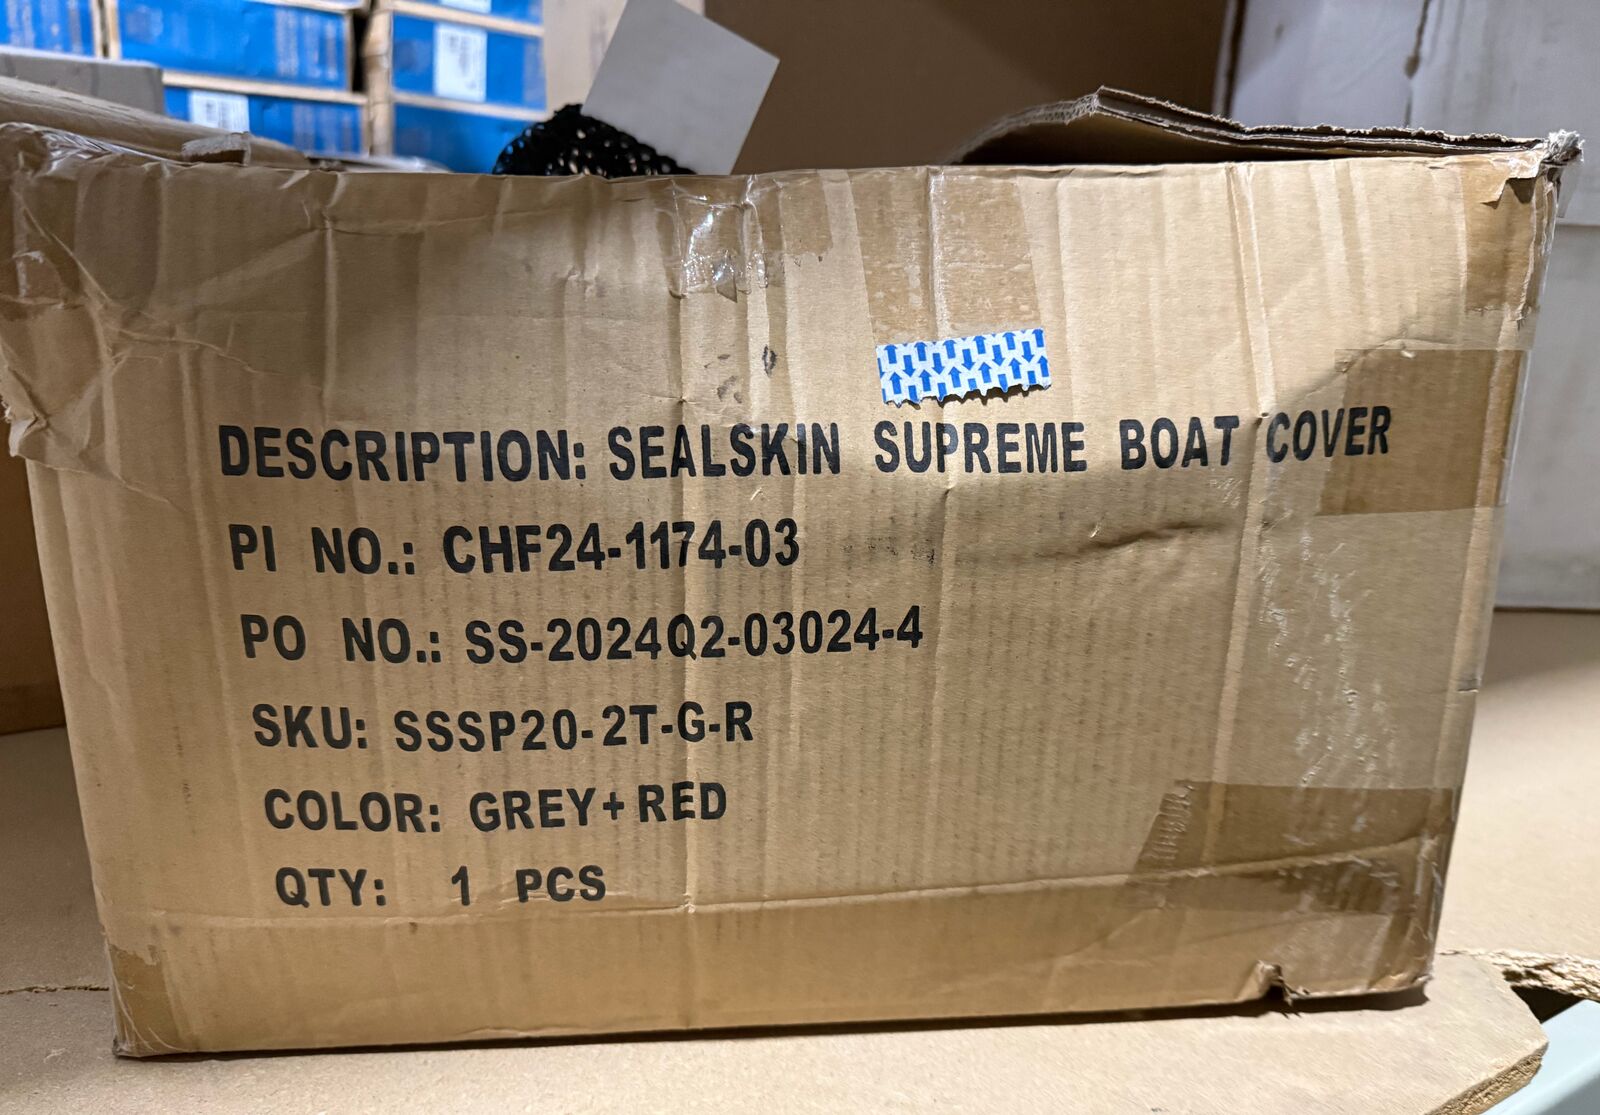 DESCRIPTION: SEALSKIN SUPREME BOAT COVER
PI NO.: CHF24-1174-03
PO NO.: SS-2024Q2-03024-4
SKU: SSSP20-2T-G-R
COLOR: GREY+RED
QTY: 1 PCS